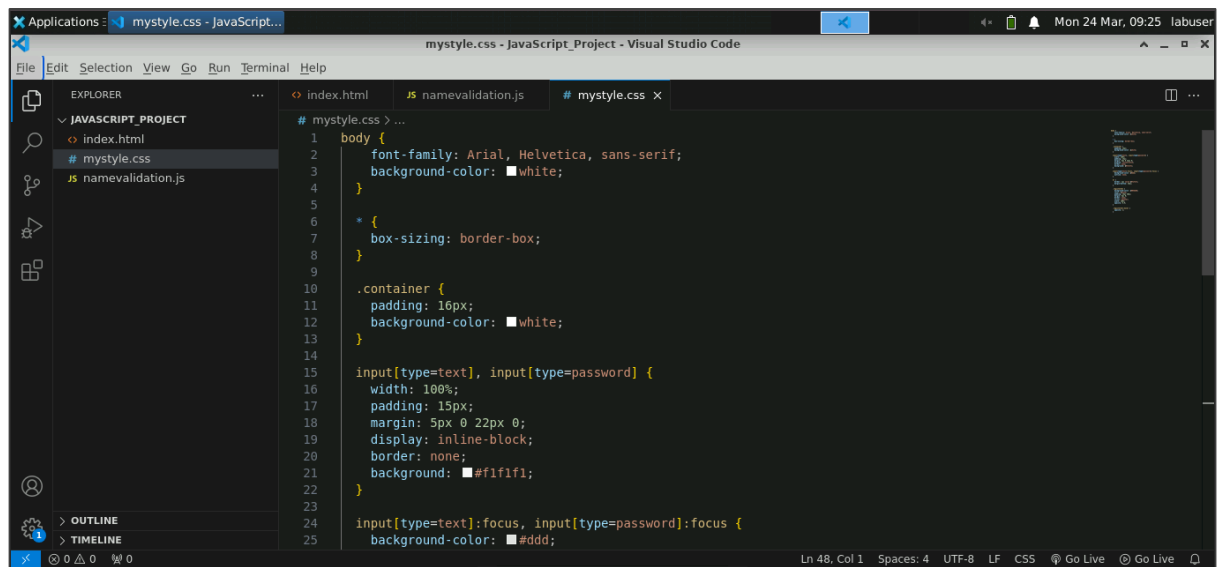 Applications : mystyle.css - JavaScript... Mon 24 Mar, 09:25 labuser
mystyle.css - JavaScript_Project - Visual Studio Code
File Edit Selection View Go Run Terminal Help
EXPLORER ... index.html JS namevalidation.js # mystyle.css ×
JAVASCRIPT_PROJECT
index.html
# mystyle.css
JS namevalidation.js
OUTLINE
TIMELINE
# mystyle.css > ...
1 body {
2 font-family: Arial, Helvetica, sans-serif;
3 background-color: white;
4 }
5
6 * {
7 box-sizing: border-box;
8 }
9
10 .container {
11 padding: 16px;
12 background-color: white;
13 }
14
15 input[type=text], input[type=password] {
16 width: 100%;
17 padding: 15px;
18 margin: 5px 0 22px 0;
19 display: inline-block;
20 border: none;
21 background: #f1f1f1;
22 }
23
24 input[type=text]:focus, input[type=password]:focus {
25 background-color: #ddd;
1
0 0 0 Ln 48, Col 1 Spaces: 4 UTF-8 LF CSS Go Live Go Live